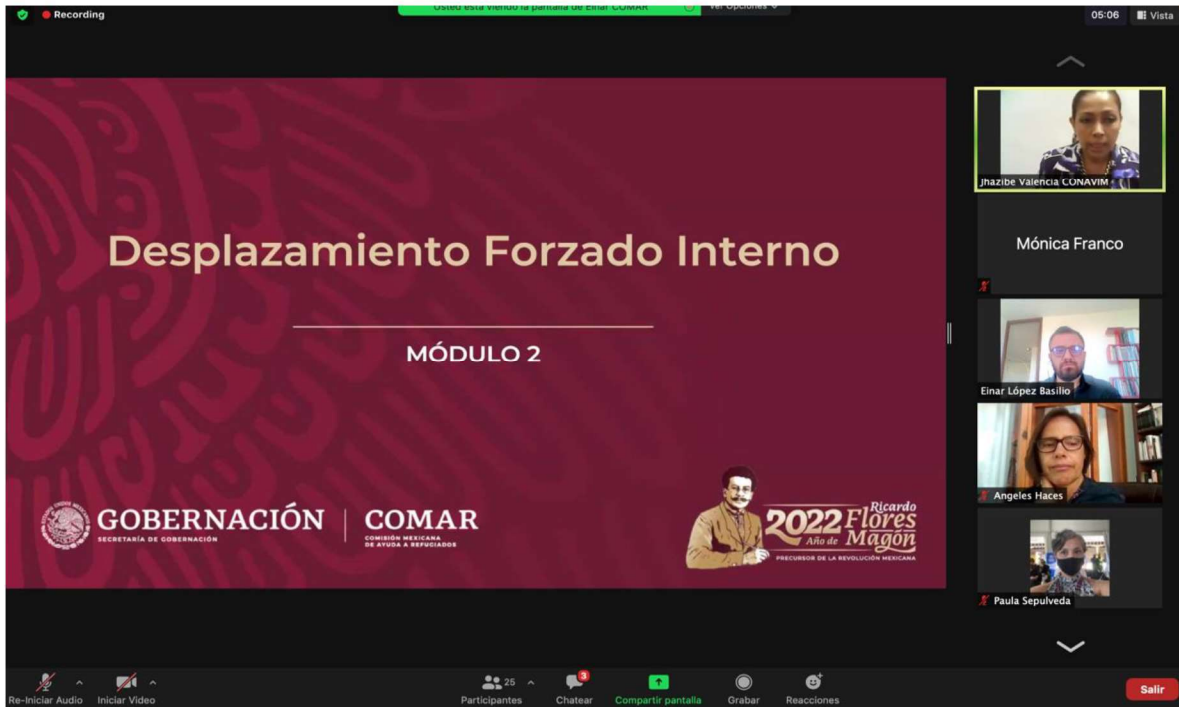 Recording
Usted está viendo la pantalla de Einar COMAR
Ver Opciones
05:06
Vista
Desplazamiento Forzado Interno
MÓDULO 2
GOBERNACIÓN
SECRETARÍA DE GOBERNACIÓN
COMAR
COMISIÓN MEXICANA
DE AYUDA A REFUGIADOS
2022 Ricardo
Flores
Año de Magón
PRECURSOR DE LA REVOLUCIÓN MEXICANA
Jhazibe Valencia CONAVIM
Mónica Franco
Einar López Basilio
Angeles Haces
Paula Sepulveda
Re-Iniciar Audio
Iniciar Video
25
Participantes
3
Chatear
Compartir pantalla
Grabar
Reacciones
Salir